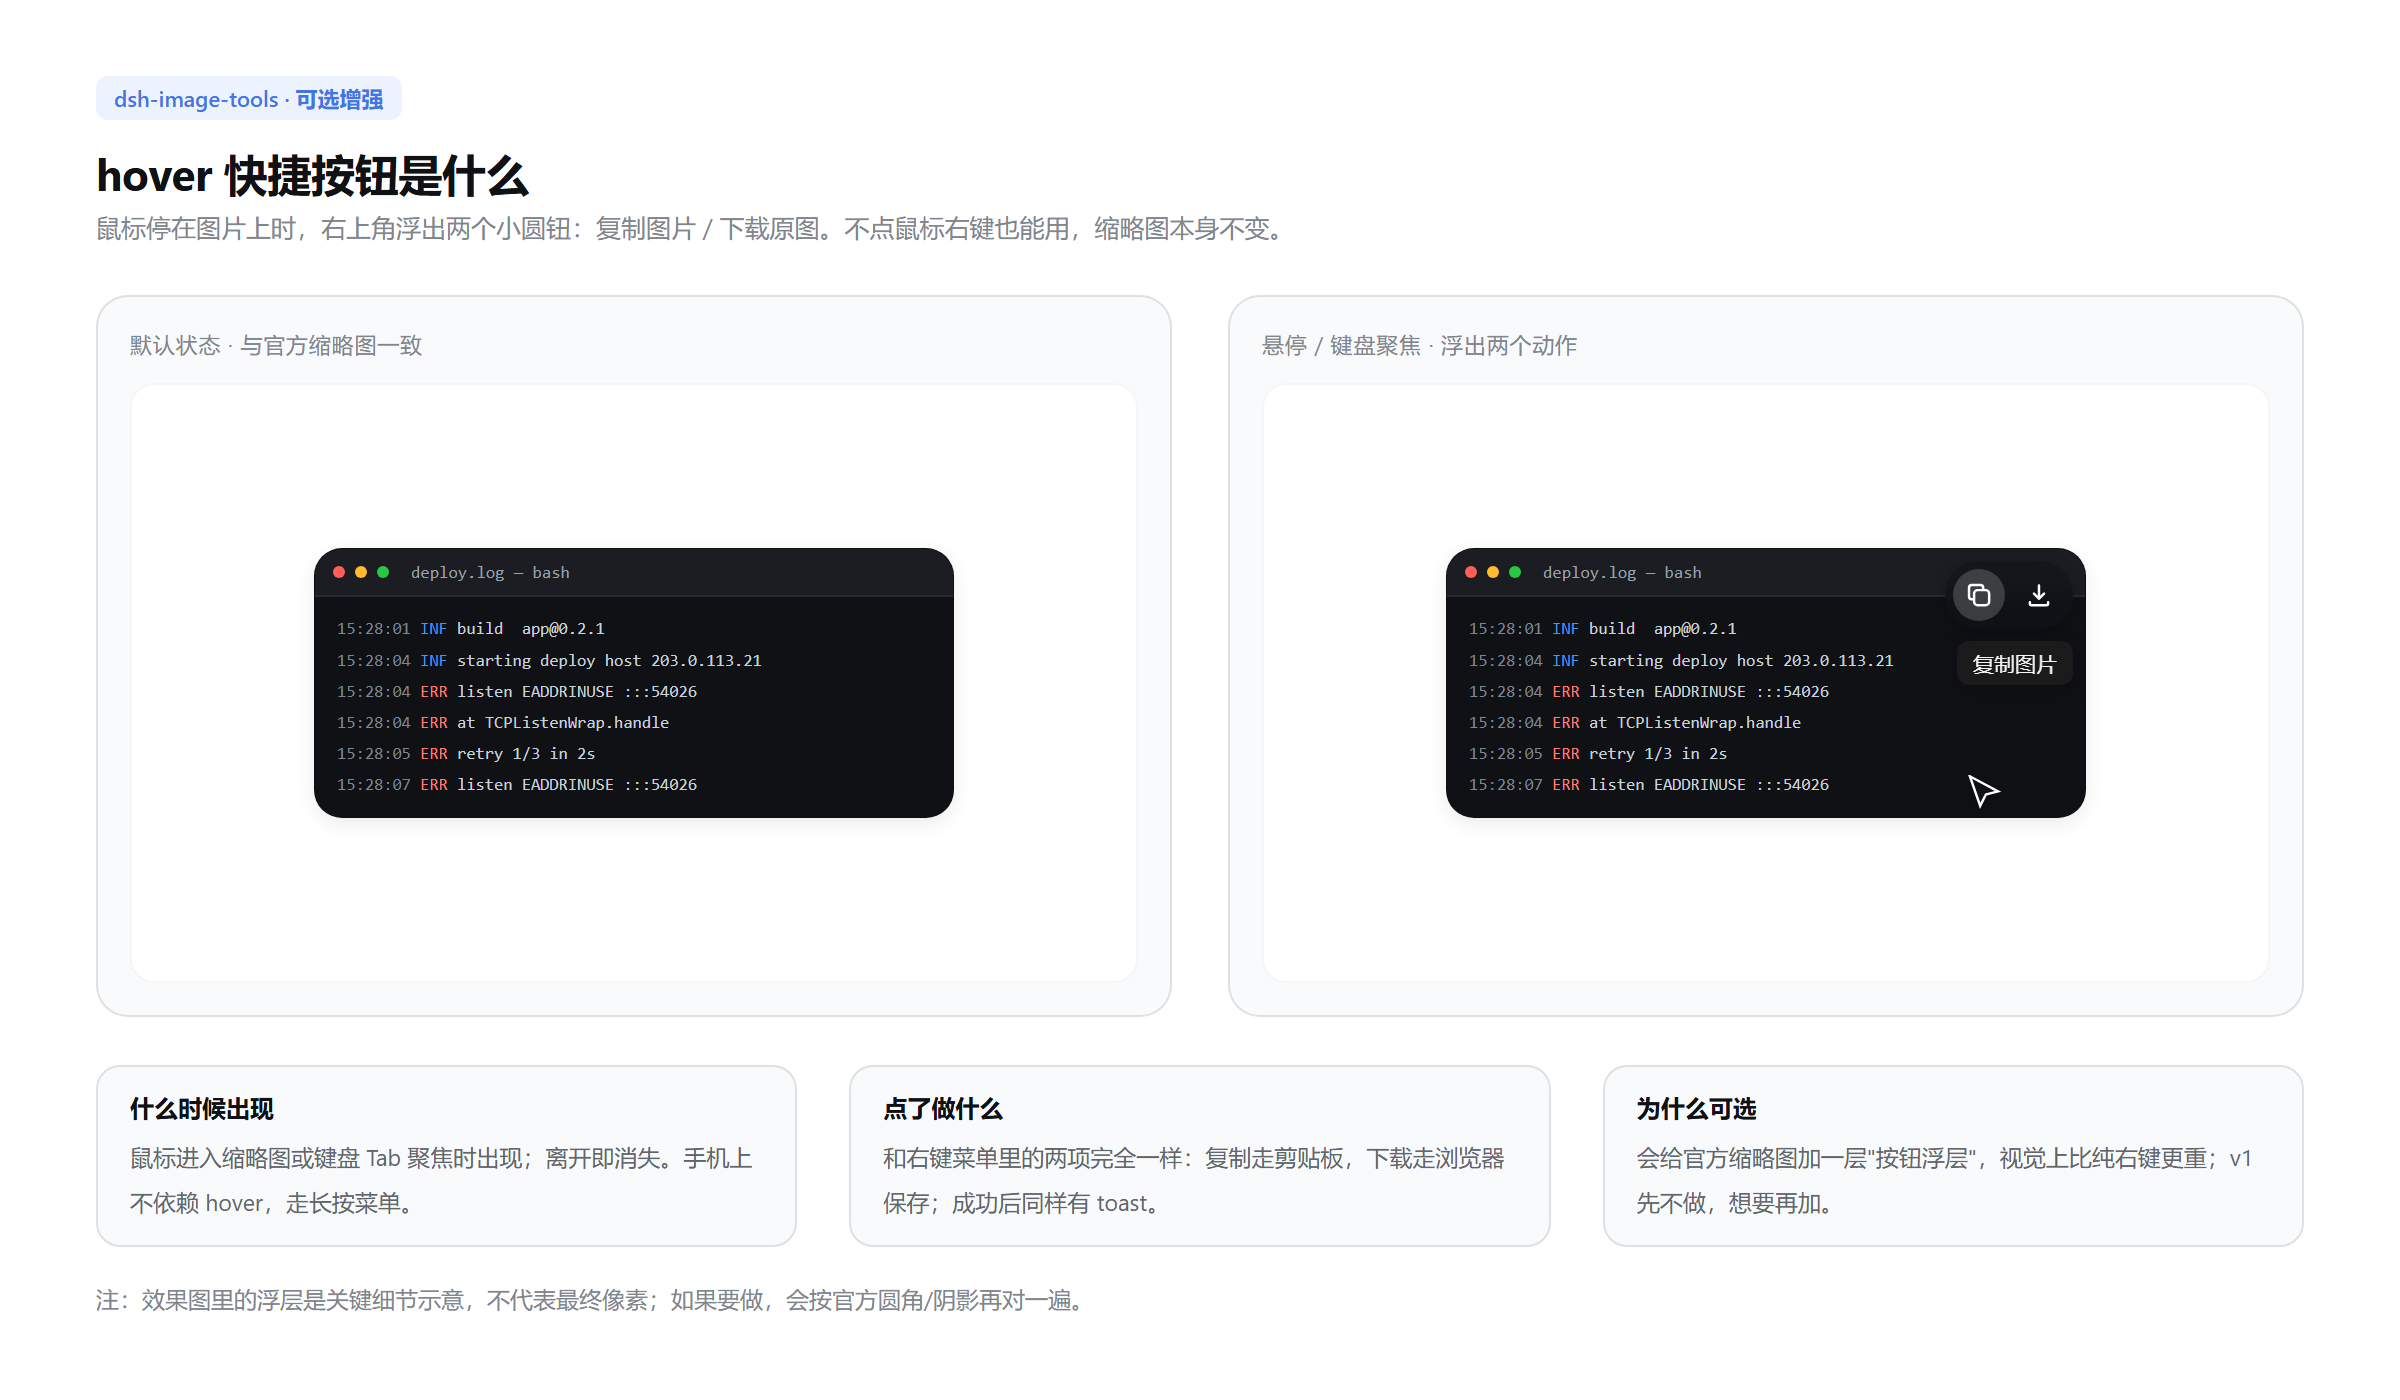 dsh-image-tools · 可选增强
hover 快捷按钮是什么
鼠标停在图片上时，右上角浮出两个小圆钮：复制图片 / 下载原图。不点鼠标右键也能用，缩略图本身不变。
默认状态 · 与官方缩略图一致
deploy.log — bash
15:28:01 INF build  app@0.2.1
15:28:04 INF starting deploy host 203.0.113.21
15:28:04 ERR listen EADDRINUSE :::54026
15:28:04 ERR at TCPListenWrap.handle
15:28:05 ERR retry 1/3 in 2s
15:28:07 ERR listen EADDRINUSE :::54026
悬停 / 键盘聚焦 · 浮出两个动作
deploy.log — bash
15:28:01 INF build  app@0.2.1
15:28:04 INF starting deploy host 203.0.113.21
复制图片
15:28:04 ERR listen EADDRINUSE :::54026
15:28:04 ERR at TCPListenWrap.handle
15:28:05 ERR retry 1/3 in 2s
15:28:07 ERR listen EADDRINUSE :::54026
什么时候出现
鼠标进入缩略图或键盘 Tab 聚焦时出现；离开即消失。手机上
不依赖 hover，走长按菜单。
点了做什么
和右键菜单里的两项完全一样：复制走剪贴板，下载走浏览器
保存；成功后同样有 toast。
为什么可选
会给官方缩略图加一层"按钮浮层"，视觉上比纯右键更重；v1
先不做，想要再加。
注：效果图里的浮层是关键细节示意，不代表最终像素；如果要做，会按官方圆角/阴影再对一遍。